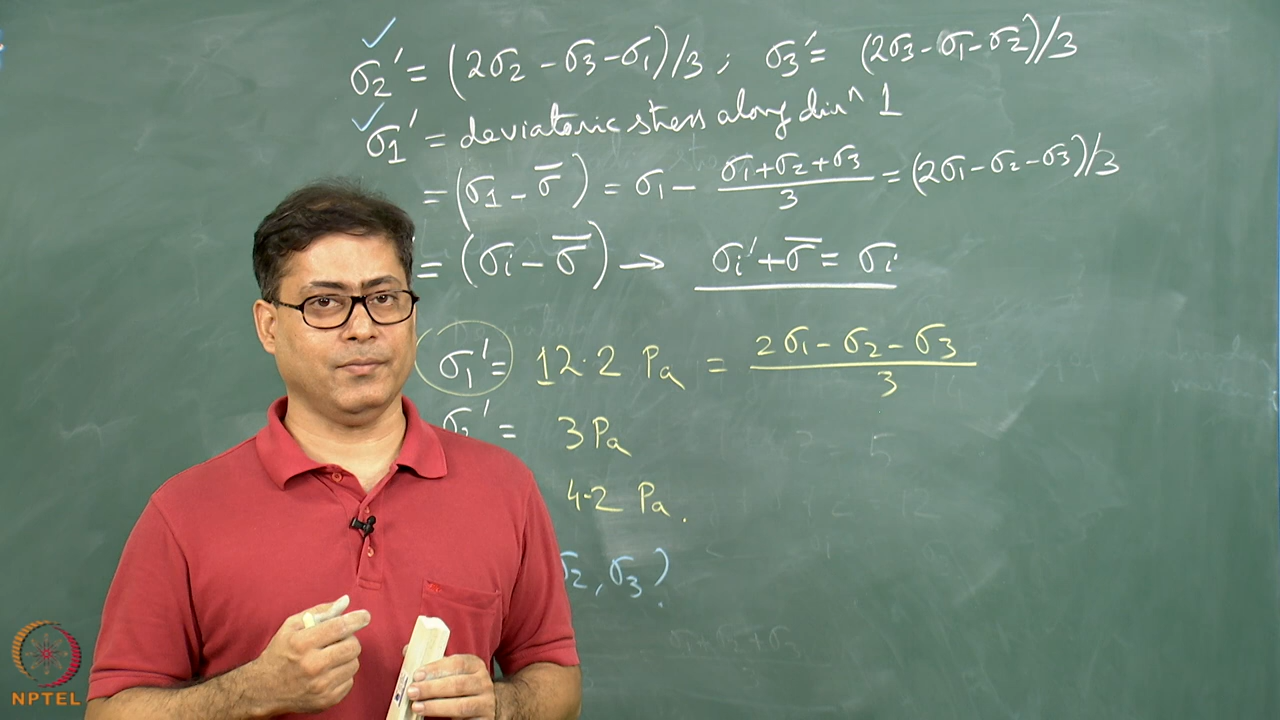 σ2' = (2σ2 - σ3 - σ1)/3 ; σ3' = (2σ3 - σ1 - σ2)/3
σ1' = deviatoric stress along dirⁿ 1
= (σ1 - σ̅) = σ1 - (σ1+σ2+σ3)/3 = (2σ1 - σ2 - σ3)/3
' = (σi - σ̅) → σi' + σ̅ = σi
σ1' = 12.2 Pa = (2σ1 - σ2 - σ3)/3
' = 3 Pa
4.2 Pa.
σ2, σ3)
NPTEL